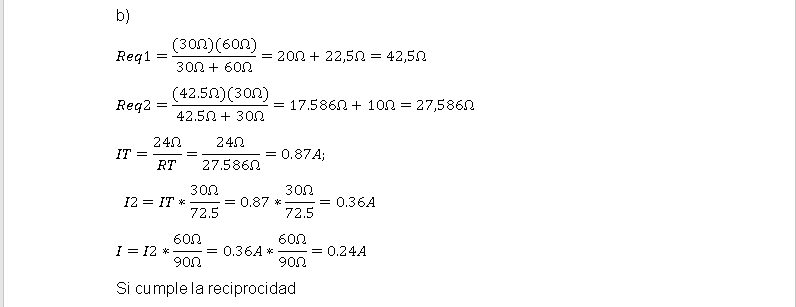 b)
Req1 = (30Ω)(60Ω) / 30Ω + 60Ω = 20Ω + 22,5Ω = 42,5Ω
Req2 = (42.5Ω)(30Ω) / 42.5Ω + 30Ω = 17.586Ω + 10Ω = 27,586Ω
IT = 24Ω / RT = 24Ω / 27.586Ω = 0.87A;
I2 = IT * 30Ω / 72.5 = 0.87 * 30Ω / 72.5 = 0.36A
I = I2 * 60Ω / 90Ω = 0.36A * 60Ω / 90Ω = 0.24A
Si cumple la reciprocidad